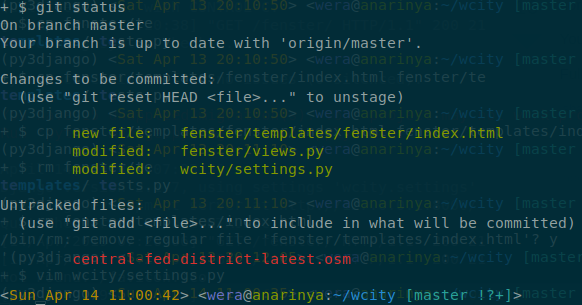 + $ git status
On branch master
Your branch is up to date with 'origin/master'.
Changes to be committed:
  (use "git reset HEAD <file>..." to unstage)
        new file:   fenster/templates/fenster/index.html
        modified:   fenster/views.py
        modified:   wcity/settings.py
Untracked files:
  (use "git add <file>..." to include in what will be committed)
        central-fed-district-latest.osm
<Sun Apr 14 11:00:42> <wera@anarinya:~/wcity [master !?+]>